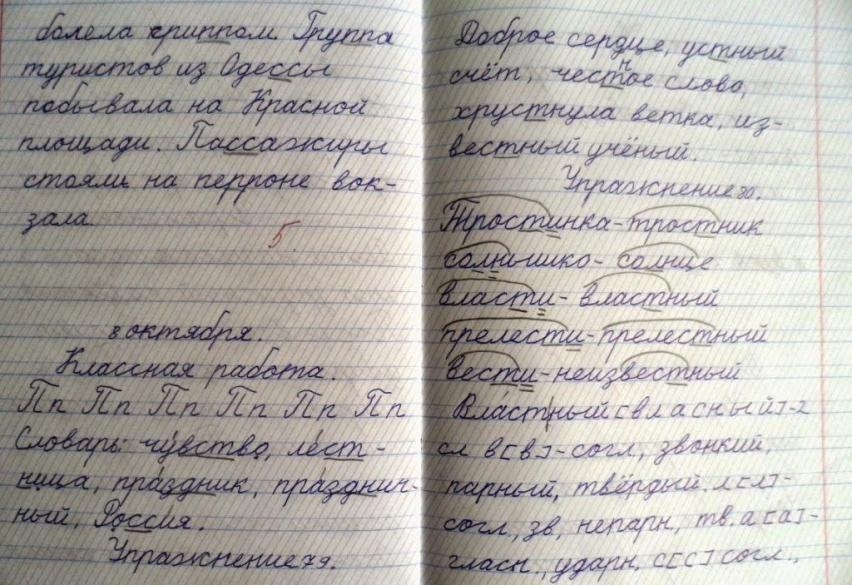 болела гриппом. Группа
туристов из Одессы
побывала на Красной
площади. Пассажиры
стояли на перроне вок-
зала.
5
8 октября.
Классная работа.
Пп Пп Пп Пп Пп Пп
Словарь: чувство, лест-
ница, праздник, празднич-
ный, Россия.
Упражнение 79.
Доброе сердце, устный
счёт, честное слово,
хрустнула ветка, из-
вестный учёный.
Упражнение 80.
Тростинка-тростник
солнышко-солнце
власти-властный
прелести-прелестный
вести-неизвестный
Властный [власный]-2
сл в[в]-согл, звонкий,
парный, твёрдый. л[л]-
согл., зв, непарн, тв. а[а]-
гласн., ударн, с[с] согл.,